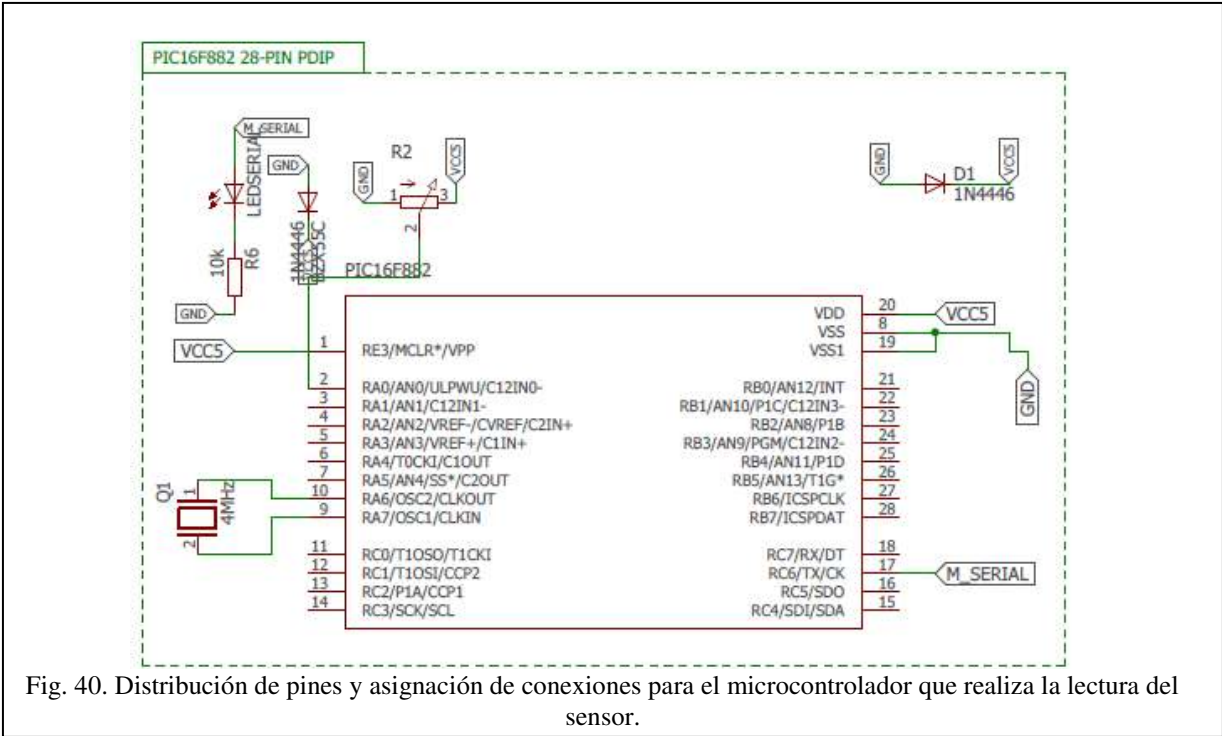 PIC16F882 28-PIN PDIP
M_SERIAL
LEDSERIAL
10k
R6
GND
GND
1N4446
BZX55C
R2
GND
VCC5
1
3
2
GND
VCC5
D1
1N4446
PIC16F882
VCC5
1 RE3/MCLR*/VPP
2 RA0/AN0/ULPWU/C12IN0-
3 RA1/AN1/C12IN1-
4 RA2/AN2/VREF-/CVREF/C2IN+
5 RA3/AN3/VREF+/C1IN+
6 RA4/T0CKI/C1OUT
7 RA5/AN4/SS*/C2OUT
10 RA6/OSC2/CLKOUT
9 RA7/OSC1/CLKIN
11 RC0/T1OSO/T1CKI
12 RC1/T1OSI/CCP2
13 RC2/P1A/CCP1
14 RC3/SCK/SCL
Q1
1
2
4MHz
VDD 20
VCC5
VSS 8
VSS1 19
GND
RB0/AN12/INT 21
RB1/AN10/P1C/C12IN3- 22
RB2/AN8/P1B 23
RB3/AN9/PGM/C12IN2- 24
RB4/AN11/P1D 25
RB5/AN13/T1G* 26
RB6/ICSPCLK 27
RB7/ICSPDAT 28
RC7/RX/DT 18
RC6/TX/CK 17
M_SERIAL
RC5/SDO 16
RC4/SDI/SDA 15
Fig. 40. Distribución de pines y asignación de conexiones para el microcontrolador que realiza la lectura del
sensor.